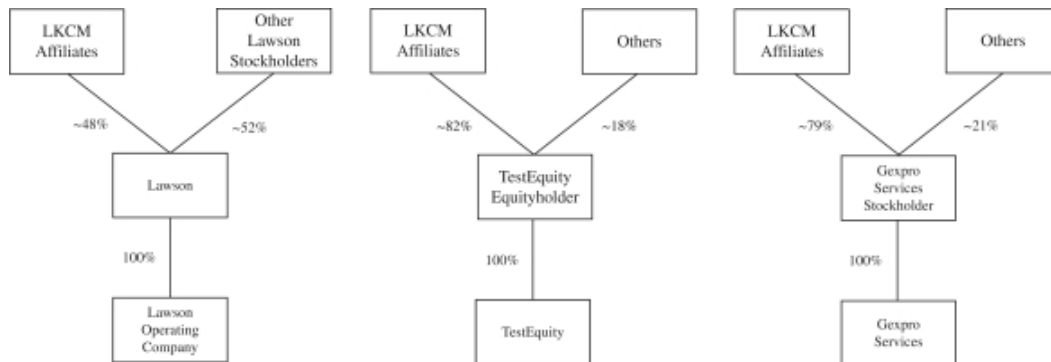 LKCM
Affiliates
Other
Lawson
Stockholders
LKCM
Affiliates
Others
LKCM
Affiliates
Others
~48%
~52%
~82%
~18%
~79%
~21%
Lawson
TestEquity
Equityholder
Gexpro
Services
Stockholder
100%
100%
100%
Lawson
Operating
Company
TestEquity
Gexpro
Services